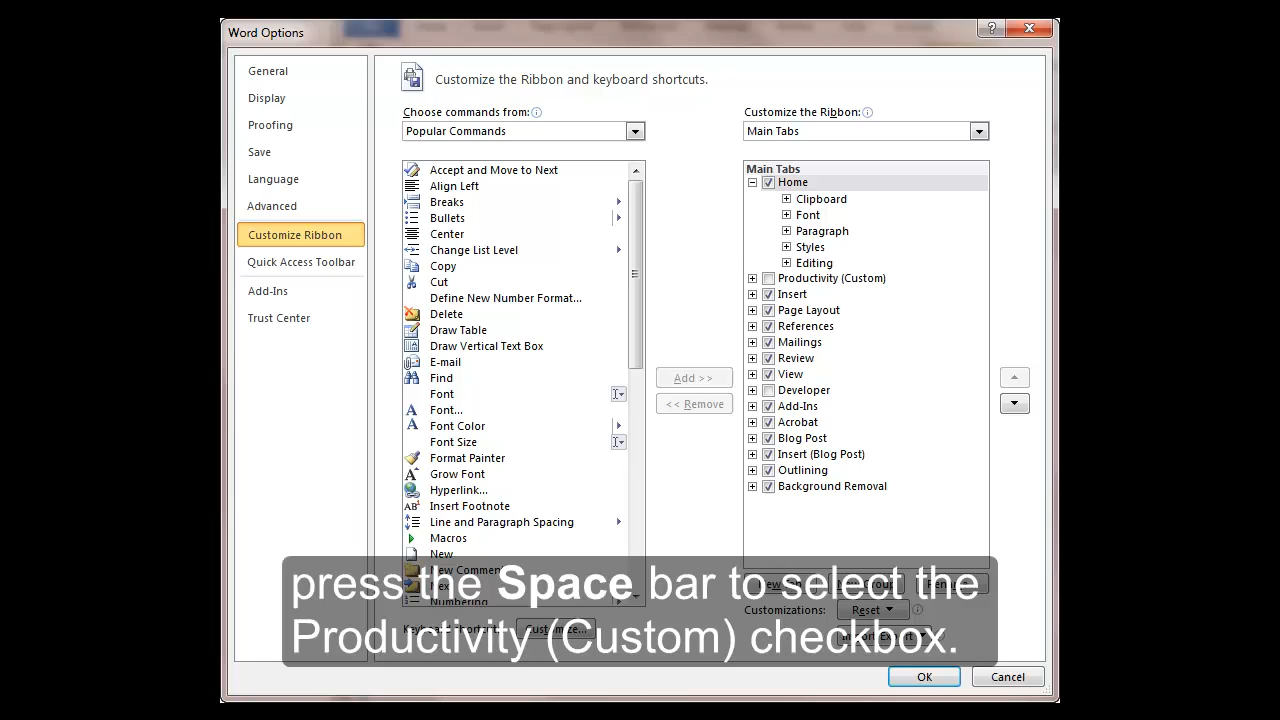 Word Options
General
Display
Proofing
Save
Language
Advanced
Customize Ribbon
Quick Access Toolbar
Add-Ins
Trust Center
Customize the Ribbon and keyboard shortcuts.
Choose commands from:
Popular Commands
Accept and Move to Next
Align Left
Breaks
Bullets
Center
Change List Level
Copy
Cut
Define New Number Format...
Delete
Draw Table
Draw Vertical Text Box
E-mail
Find
Font
Font...
Font Color
Font Size
Format Painter
Grow Font
Hyperlink...
Insert Footnote
Line and Paragraph Spacing
Macros
New
New Comment
Numbering
Customize...
Add >>
<< Remove
Customize the Ribbon:
Main Tabs
Main Tabs
Home
Clipboard
Font
Paragraph
Styles
Editing
Productivity (Custom)
Insert
Page Layout
References
Mailings
Review
View
Developer
Add-Ins
Acrobat
Blog Post
Insert (Blog Post)
Outlining
Background Removal
Customizations:
Reset
press the Space bar to select the
Productivity (Custom) checkbox.
OK
Cancel